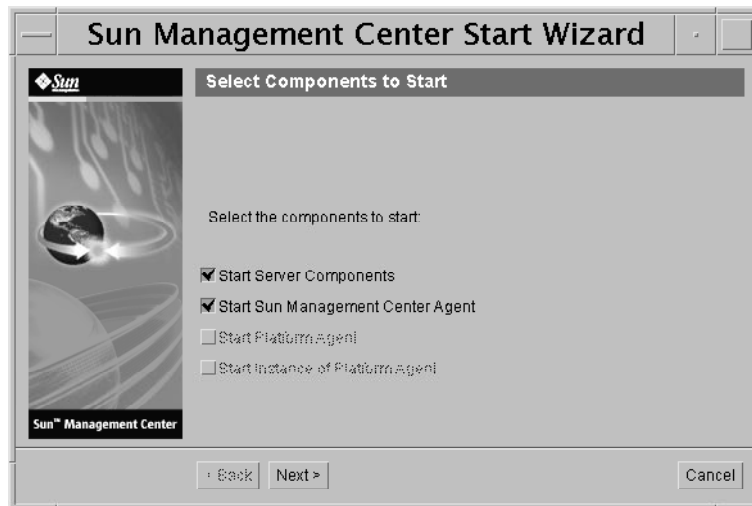 Sun Management Center Start Wizard
Sun
Select Components to Start
Select the components to start:
Start Server Components
Start Sun Management Center Agent
Start Platform Agent
Start Instance of Platform Agent
Sun™ Management Center
< Back Next > Cancel